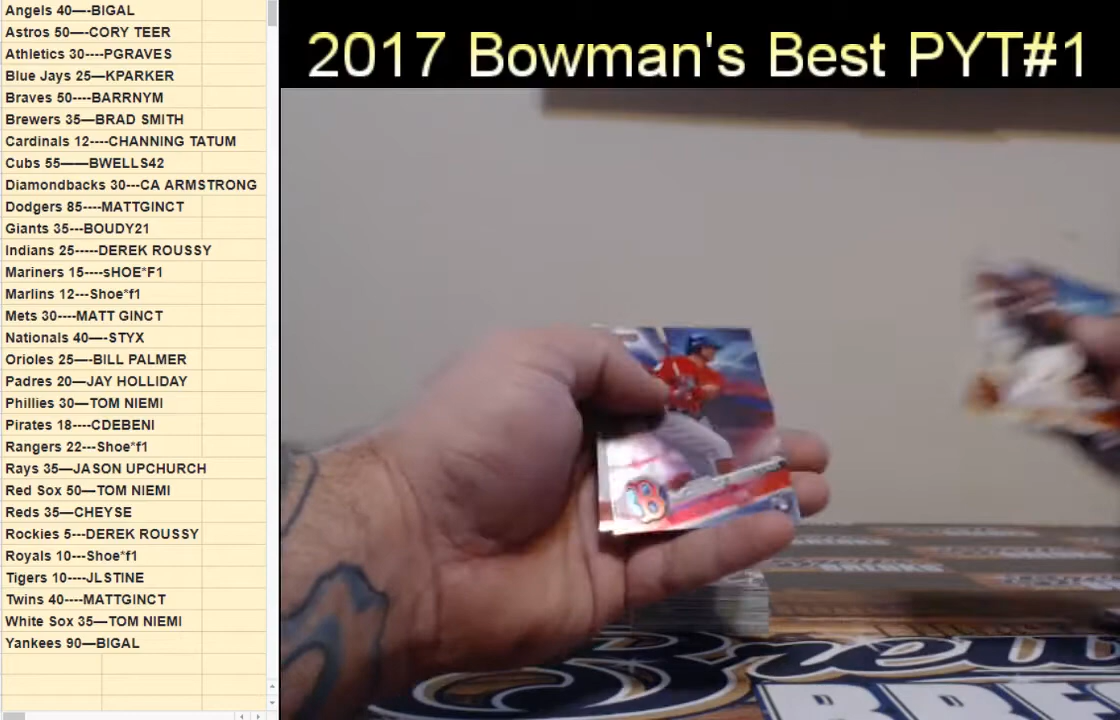 2017 Bowman's Best PYT#1
Angels 40—-BIGAL
Astros 50—-CORY TEER
Athletics 30----PGRAVES
Blue Jays 25—KPARKER
Braves 50----BARRNYM
Brewers 35—BRAD SMITH
Cardinals 12----CHANNING TATUM
Cubs 55——BWELLS42
Diamondbacks 30---CA ARMSTRONG
Dodgers 85----MATTGINCT
Giants 35---BOUDY21
Indians 25-----DEREK ROUSSY
Mariners 15----sHOE*F1
Marlins 12---Shoe*f1
Mets 30----MATT GINCT
Nationals 40—-STYX
Orioles 25—-BILL PALMER
Padres 20—JAY HOLLIDAY
Phillies 30—TOM NIEMI
Pirates 18----CDEBENI
Rangers 22---Shoe*f1
Rays 35—JASON UPCHURCH
Red Sox 50—TOM NIEMI
Reds 35—CHEYSE
Rockies 5---DEREK ROUSSY
Royals 10---Shoe*f1
Tigers 10----JLSTINE
Twins 40----MATTGINCT
White Sox 35—TOM NIEMI
Yankees 90—BIGAL
B